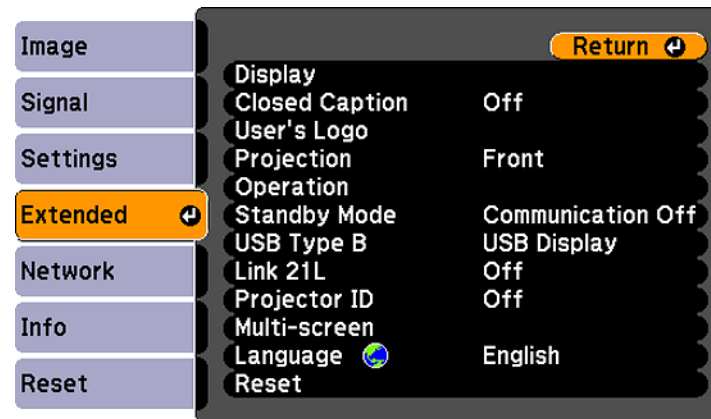 Image
Signal
Settings
Extended
Network
Info
Reset
Return
Display
Closed Caption Off
User's Logo
Projection Front
Operation
Standby Mode Communication Off
USB Type B USB Display
Link 21L Off
Projector ID Off
Multi-screen
Language English
Reset